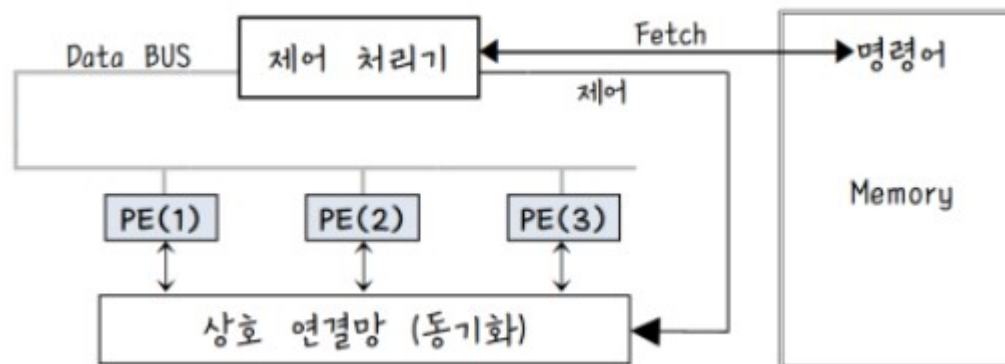 Fetch
Data BUS
제어 처리기
명령어
제어
Memory
PE(1)
PE(2)
PE(3)
상호 연결망 (동기화)